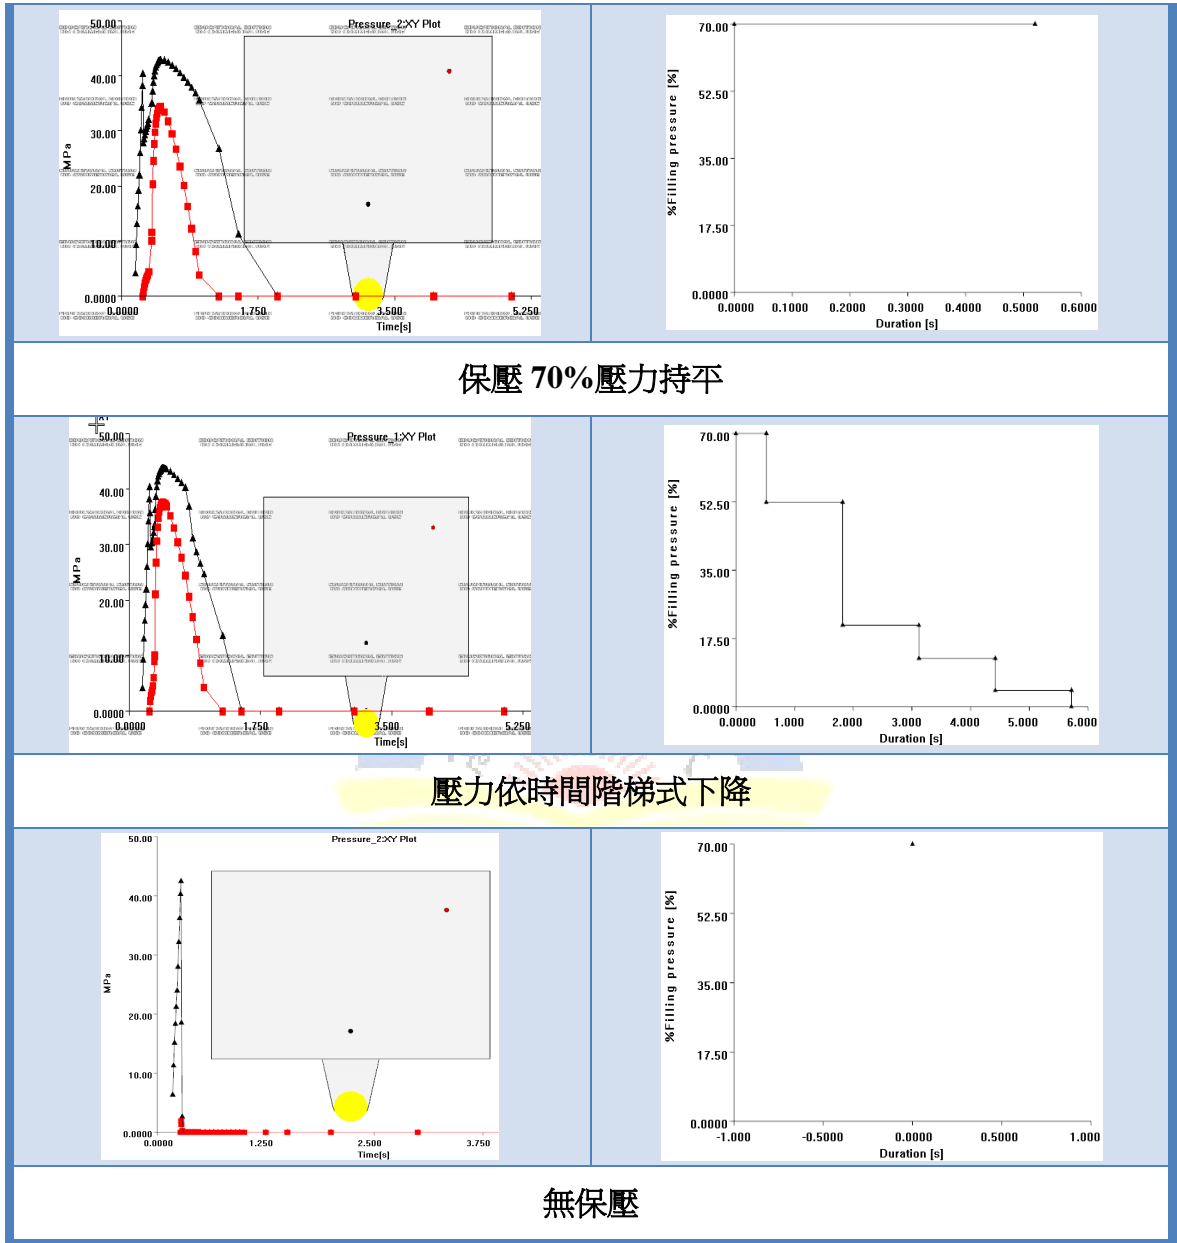 Pressure_2:XY Plot
50.00
40.00
30.00
20.00
10.00
0.0000
MPa
0.0000 1.750 3.500 5.250
Time[s]
70.00
52.50
35.00
17.50
0.0000
%Filling pressure [%]
0.0000 0.1000 0.2000 0.3000 0.4000 0.5000 0.6000
Duration [s]
保壓 70%壓力持平
Pressure_1:XY Plot
50.00
40.00
30.00
20.00
10.00
0.0000
MPa
0.0000 1.750 3.500 5.250
Time[s]
70.00
52.50
35.00
17.50
0.0000
%Filling pressure [%]
0.0000 1.000 2.000 3.000 4.000 5.000 6.000
Duration [s]
壓力依時間階梯式下降
Pressure_2:XY Plot
50.00
40.00
30.00
20.00
10.00
0.0000
MPa
0.0000 1.250 2.500 3.750
Time[s]
70.00
52.50
35.00
17.50
0.0000
%Filling pressure [%]
-1.000 -0.5000 0.0000 0.5000 1.000
Duration [s]
無保壓